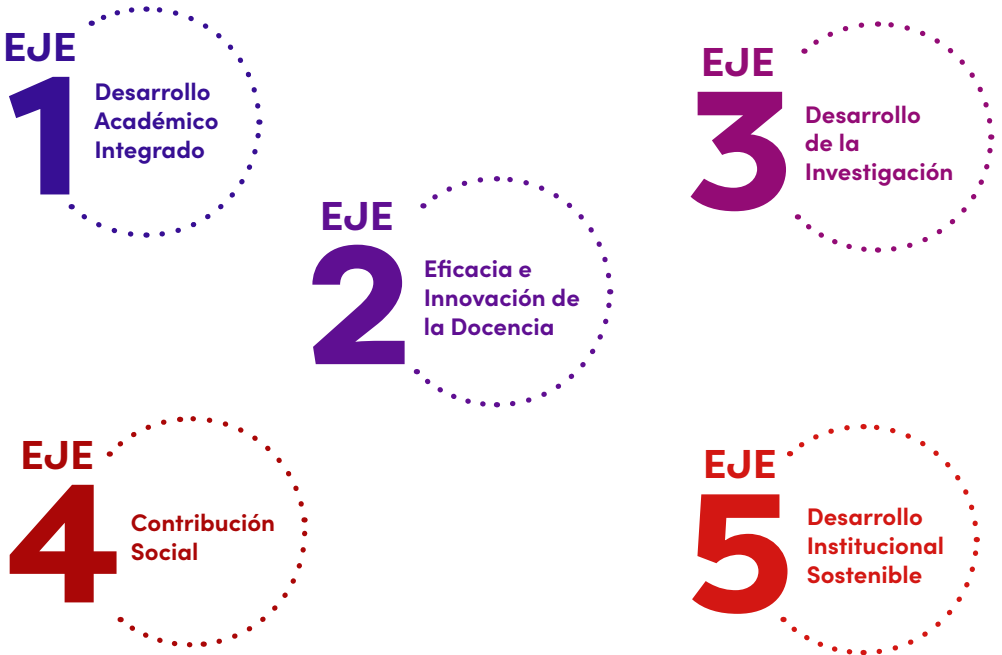 EJE
1
Desarrollo
Académico
Integrado
EJE
2
Eficacia e
Innovación de
la Docencia
EJE
3
Desarrollo
de la
Investigación
EJE
4
Contribución
Social
EJE
5
Desarrollo
Institucional
Sostenible